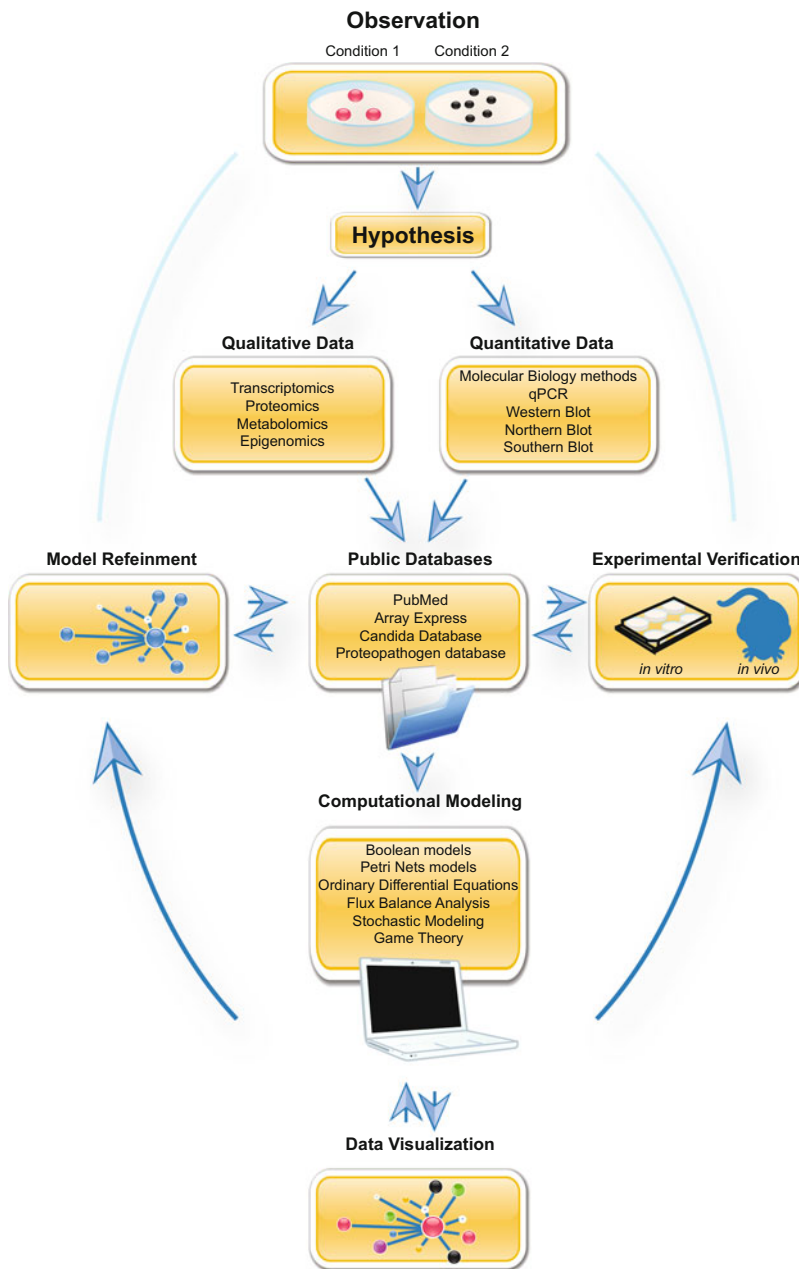 Observation
Condition 1
Condition 2
Hypothesis
Qualitative Data
Transcriptomics
Proteomics
Metabolomics
Epigenomics
Quantitative Data
Molecular Biology methods
qPCR
Western Blot
Northern Blot
Southern Blot
Model Refeinment
Public Databases
PubMed
Array Express
Candida Database
Proteopathogen database
Experimental Verification
in vitro
in vivo
Computational Modeling
Boolean models
Petri Nets models
Ordinary Differential Equations
Flux Balance Analysis
Stochastic Modeling
Game Theory
Data Visualization